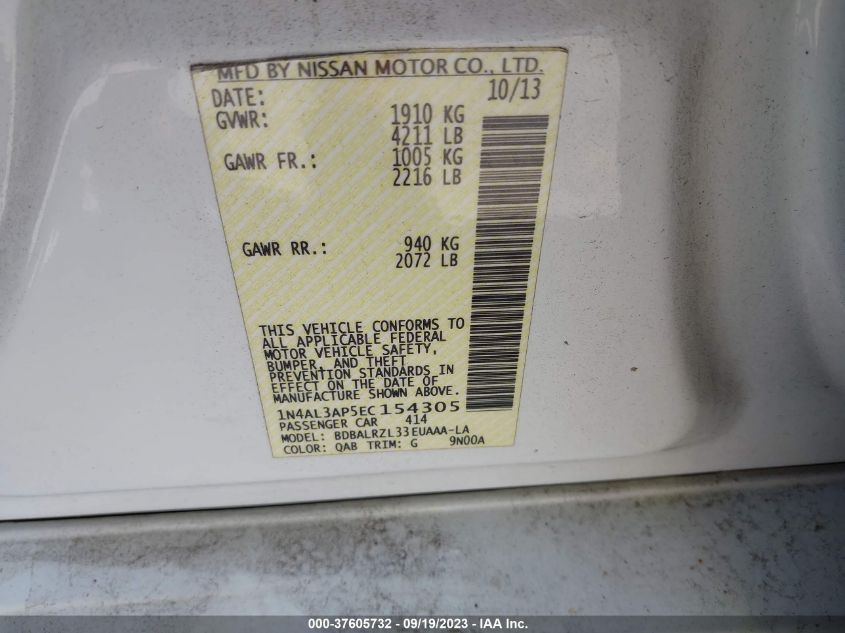 MFD BY NISSAN MOTOR CO., LTD.
DATE: 10/13
GVWR: 1910 KG
4211 LB
GAWR FR.: 1005 KG
2216 LB
GAWR RR.: 940 KG
2072 LB
THIS VEHICLE CONFORMS TO
ALL APPLICABLE FEDERAL
MOTOR VEHICLE SAFETY,
BUMPER, AND THEFT
PREVENTION STANDARDS IN
EFFECT ON THE DATE OF
MANUFACTURE SHOWN ABOVE.
1N4AL3AP5EC154305
PASSENGER CAR 414
MODEL: BDBALRZL33EUAAA-LA
COLOR: QAB TRIM: G 9N00A
000-37605732 - 09/19/2023 - IAA Inc.